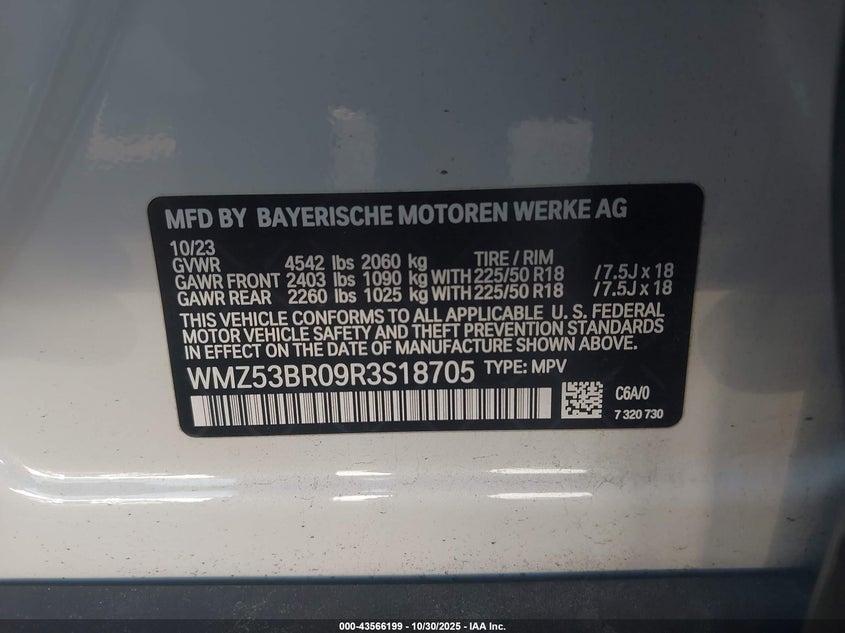 MFD BY BAYERISCHE MOTOREN WERKE AG
10/23
GVWR 4542 lbs 2060 kg TIRE / RIM
GAWR FRONT 2403 lbs 1090 kg WITH 225/50 R18 / 7.5J x 18
GAWR REAR 2260 lbs 1025 kg WITH 225/50 R18 / 7.5J x 18
THIS VEHICLE CONFORMS TO ALL APPLICABLE U. S. FEDERAL
MOTOR VEHICLE SAFETY AND THEFT PREVENTION STANDARDS
IN EFFECT ON THE DATE OF MANUFACTURE SHOWN ABOVE.
WMZ53BR09R3S18705 TYPE: MPV
C6A/0
7 320 730
000-43566199 | 10/30/2025 - IAA Inc.